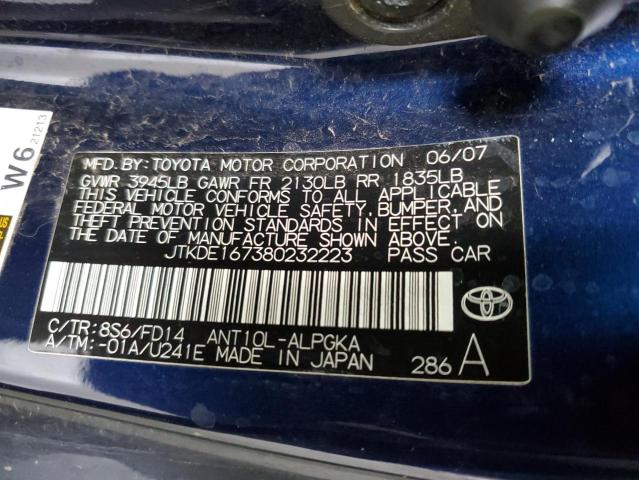 MFD. BY: TOYOTA MOTOR CORPORATION 06/07
GVWR 3945LB GAWR FR 2130LB RR 1835LB
THIS VEHICLE CONFORMS TO ALL APPLICABLE
FEDERAL MOTOR VEHICLE SAFETY, BUMPER, AND
THEFT PREVENTION STANDARDS IN EFFECT ON
THE DATE OF MANUFACTURE SHOWN ABOVE.
JTKDE167380232223 PASS CAR
C/TR: 8S6/FD14 ANT10L-ALPGKA
A/TM: -01A/U241E MADE IN JAPAN
286 A
W6
21213